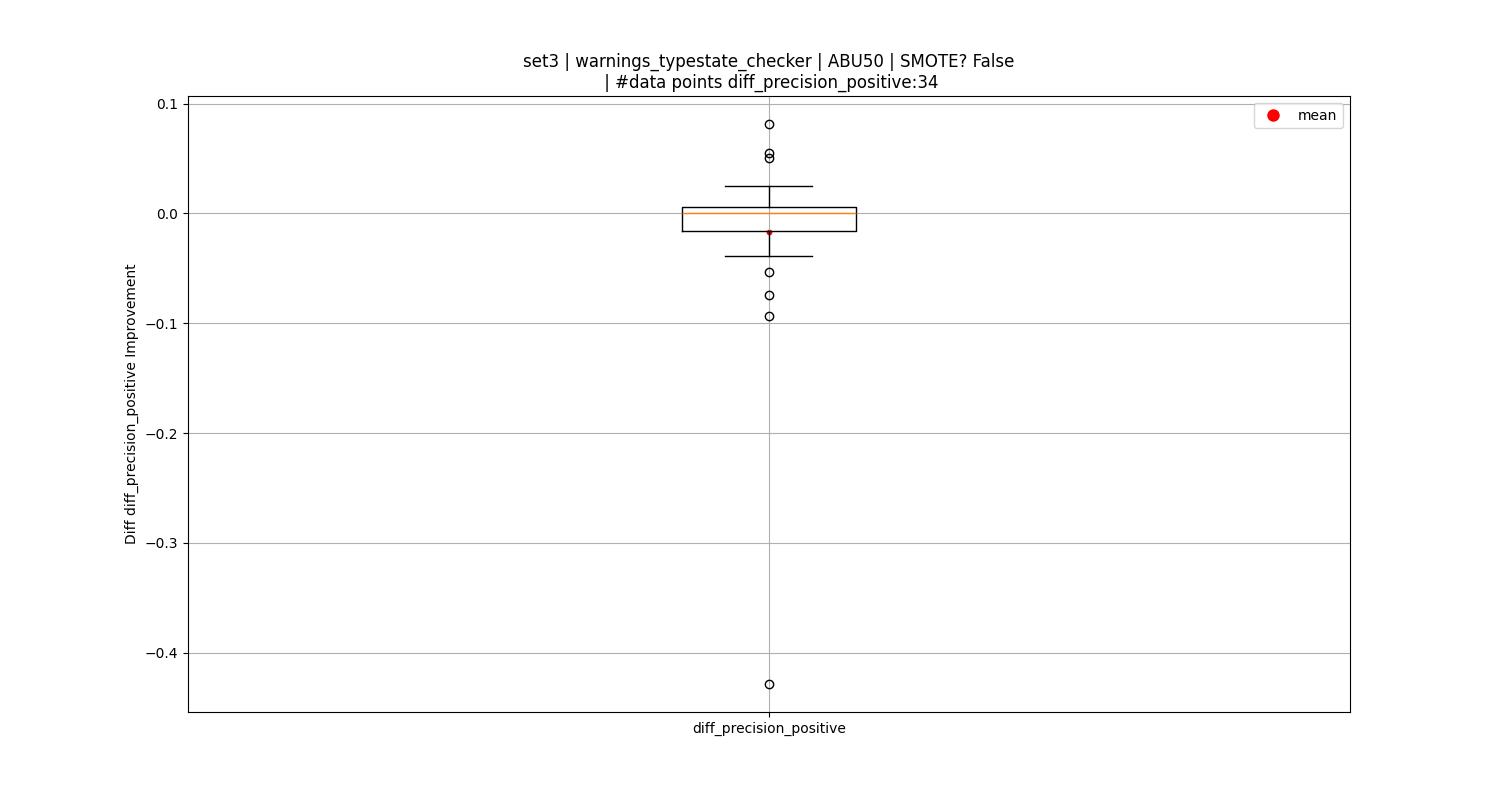 set3 | warnings_typestate_checker | ABU50 | SMOTE? False
| #data points diff_precision_positive:34
mean
0.1
0.0
−0.1
−0.2
−0.3
−0.4
Diff diff_precision_positive Improvement
diff_precision_positive